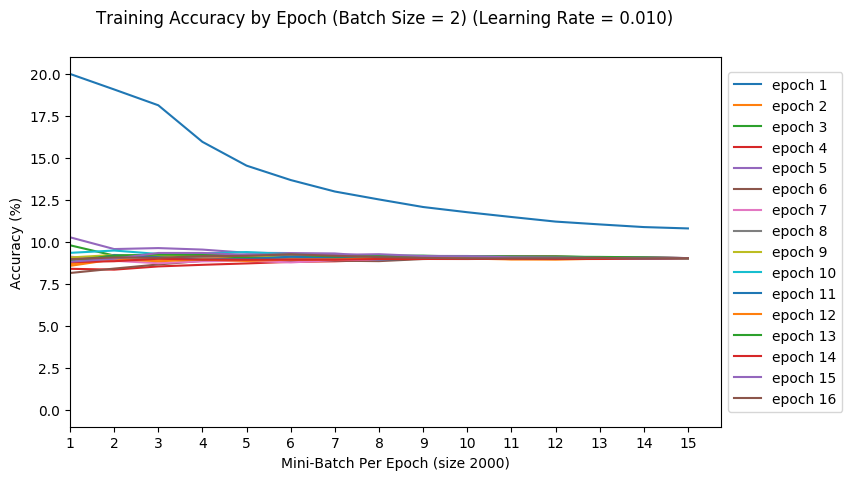 Training Accuracy by Epoch (Batch Size = 2) (Learning Rate = 0.010)
20.0
17.5
15.0
12.5
10.0
7.5
5.0
2.5
0.0
Accuracy (%)
1 2 3 4 5 6 7 8 9 10 11 12 13 14 15
Mini-Batch Per Epoch (size 2000)
epoch 1
epoch 2
epoch 3
epoch 4
epoch 5
epoch 6
epoch 7
epoch 8
epoch 9
epoch 10
epoch 11
epoch 12
epoch 13
epoch 14
epoch 15
epoch 16